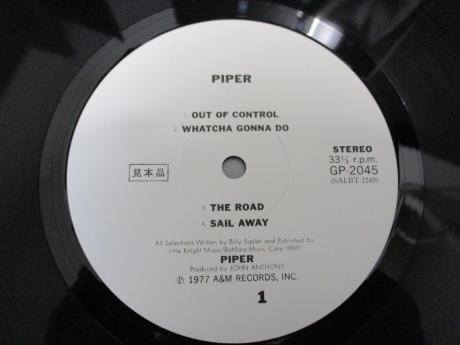 PIPER
1. OUT OF CONTROL
2. WHATCHA GONNA DO
STEREO
33⅓ r.p.m.
GP-2045
(SALBT-1249)
見本品
3. THE ROAD
4. SAIL AWAY
All Selections Written by Billy Sqsler and Published by
Little Knight Music/BoMass Music Corp. (BMI)
PIPER
Produced by JOHN ANTHONY
℗ 1977 A&M RECORDS, INC.
1